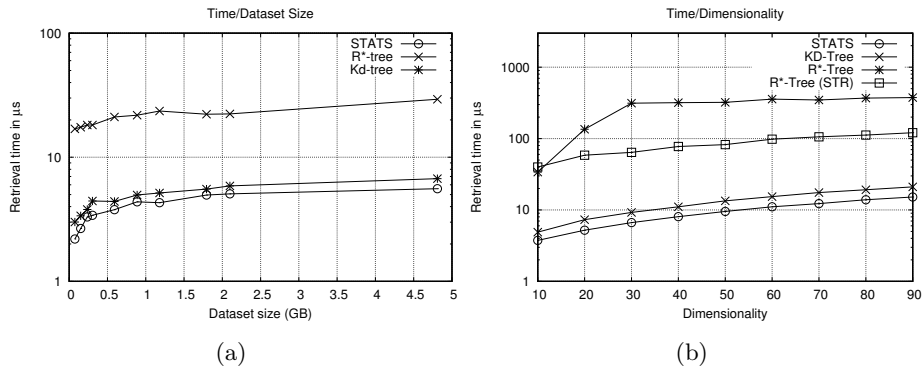 Time/Dataset Size
100
10
1
Retrieval time in µs
STATS
R*-tree
Kd-tree
0 0.5 1 1.5 2 2.5 3 3.5 4 4.5 5
Dataset size (GB)
(a)
Time/Dimensionality
1000
100
10
1
Retrieval time in µs
STATS
KD-Tree
R*-Tree
R*-Tree (STR)
10 20 30 40 50 60 70 80 90
Dimensionality
(b)